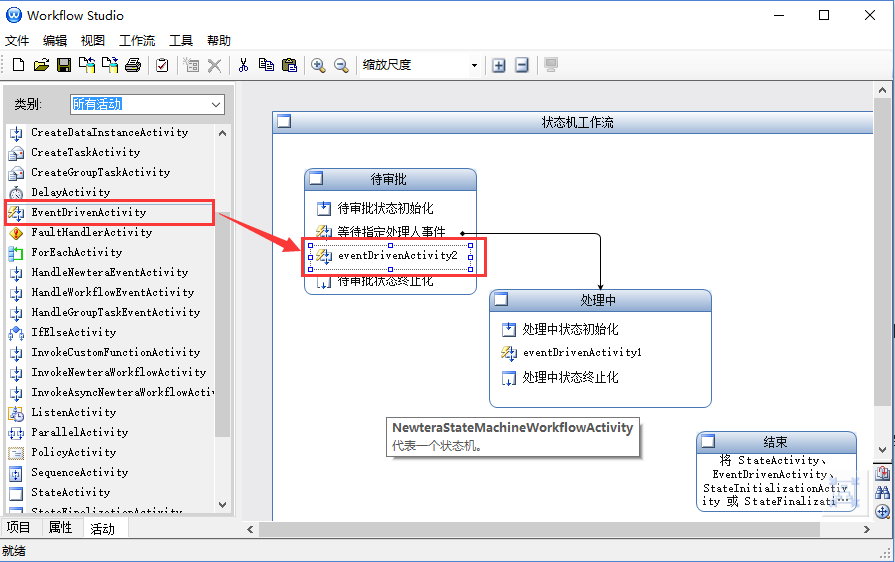 Workflow Studio
文件 编辑 视图 工作流 工具 帮助
缩放尺度
类别: 所有活动
CreateDataInstanceActivity
CreateTaskActivity
CreateGroupTaskActivity
DelayActivity
EventDrivenActivity
FaultHandlerActivity
ForEachActivity
HandleNewteraEventActivity
HandleWorkflowEventActivity
HandleGroupTaskEventActivity
IfElseActivity
InvokeCustomFunctionActivity
InvokeNewteraWorkflowActivity
InvokeAsyncNewteraWorkflowActiv
ListenActivity
ParallelActivity
PolicyActivity
SequenceActivity
StateActivity
StateFinalizationActivity
项目 属性 活动
就绪
状态机工作流
待审批
待审批状态初始化
等待指定处理人事件
eventDrivenActivity2
待审批状态终止化
处理中
处理中状态初始化
eventDrivenActivity1
处理中状态终止化
NewteraStateMachineWorkflowActivity
代表一个状态机。
结束
将 StateActivity、
EventDrivenActivity、
StateInitializationActiv
ity 或 StateFinalizati...